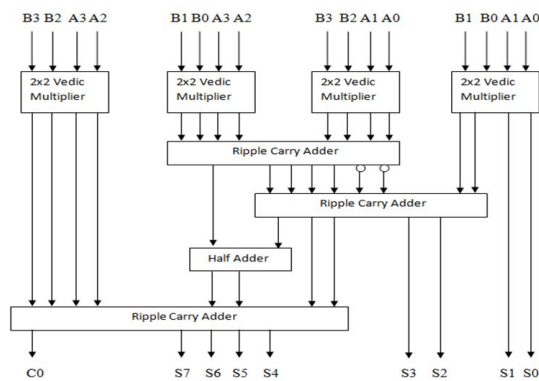 B3 B2 A3 A2 B1 B0 A3 A2 B3 B2 A1 A0 B1 B0 A1 A0
2x2 Vedic Multiplier
2x2 Vedic Multiplier
2x2 Vedic Multiplier
2x2 Vedic Multiplier
Ripple Carry Adder
Ripple Carry Adder
Half Adder
Ripple Carry Adder
C0 S7 S6 S5 S4 S3 S2 S1 S0